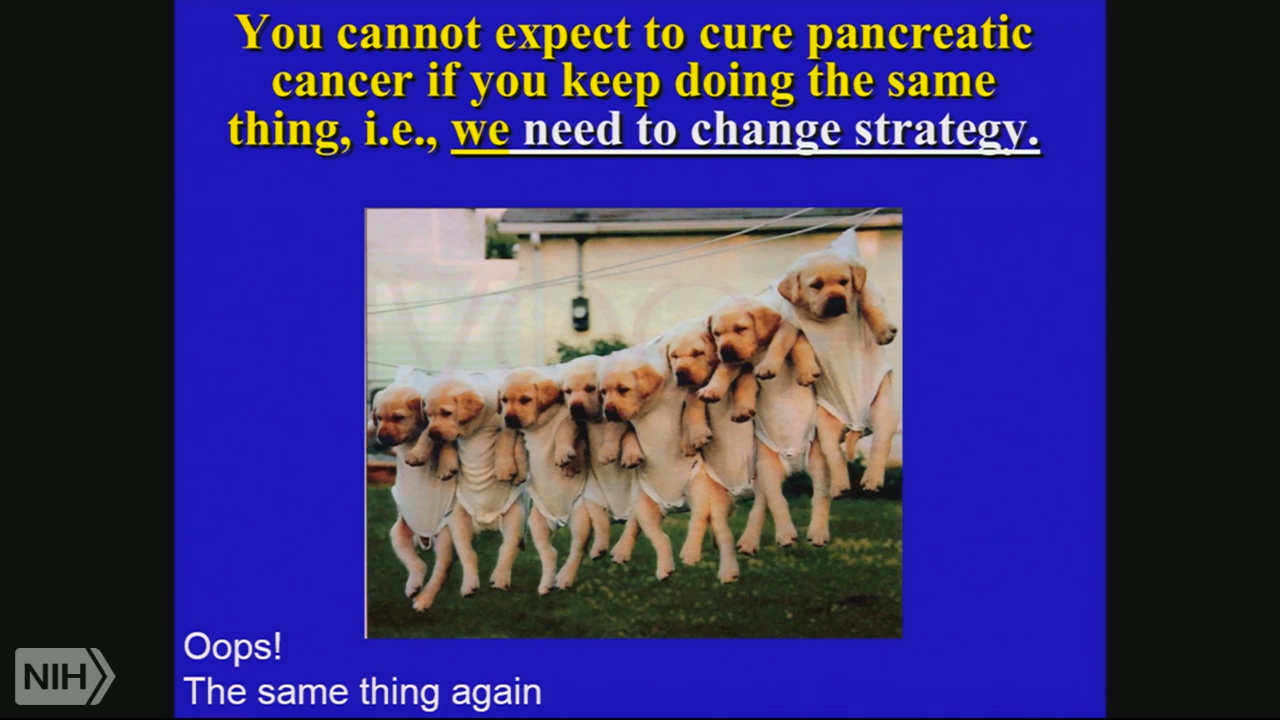 You cannot expect to cure pancreatic
cancer if you keep doing the same
thing, i.e., we need to change strategy.
Oops!
The same thing again
NIH